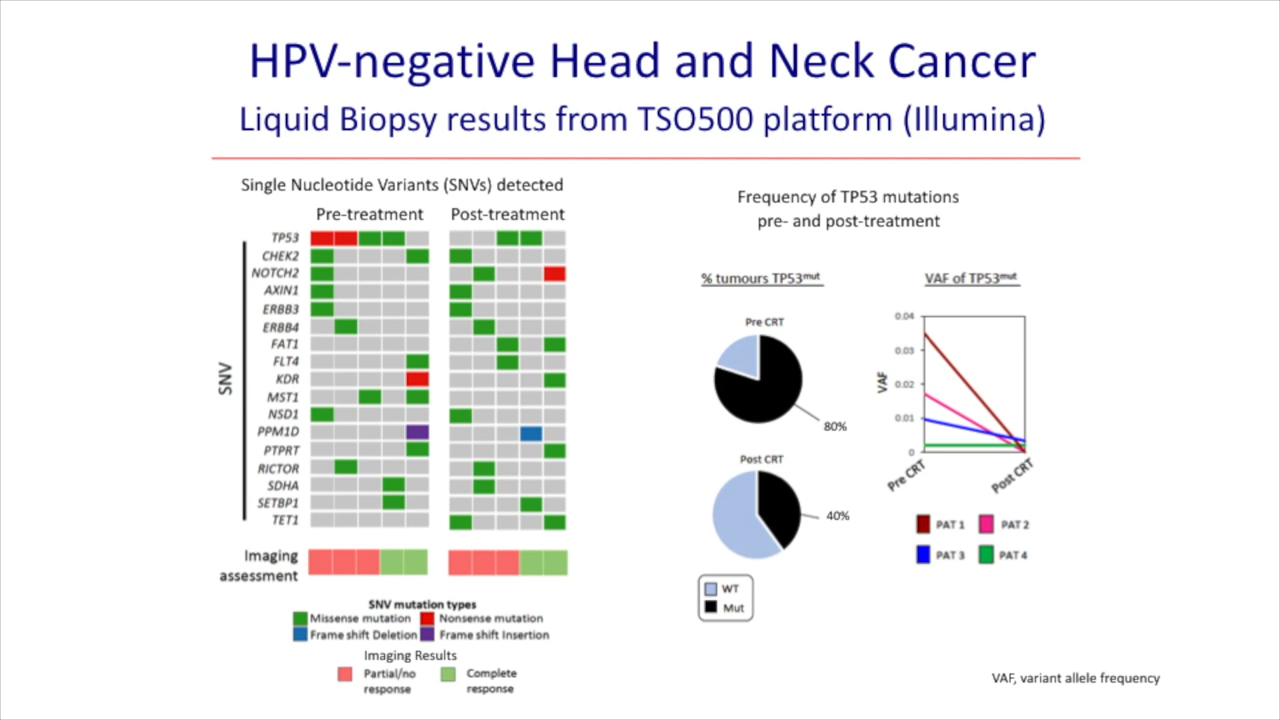 HPV-negative Head and Neck Cancer
Liquid Biopsy results from TSO500 platform (Illumina)
Single Nucleotide Variants (SNVs) detected
Pre-treatment
Post-treatment
SNV
TP53
CHEK2
NOTCH2
AXIN1
ERBB3
ERBB4
FAT1
FLT4
KDR
MST1
NSD1
PPM1D
PTPRT
RICTOR
SDHA
SETBP1
TET1
Imaging
assessment
SNV mutation types
Missense mutation
Nonsense mutation
Frame shift Deletion
Frame shift Insertion
Imaging Results
Partial/no
response
Complete
response
Frequency of TP53 mutations
pre- and post-treatment
% tumours TP53mut
Pre CRT
80%
Post CRT
40%
WT
Mut
VAF of TP53mut
VAF
0.04
0.03
0.02
0.01
0
Pre CRT
Post CRT
PAT 1
PAT 2
PAT 3
PAT 4
VAF, variant allele frequency